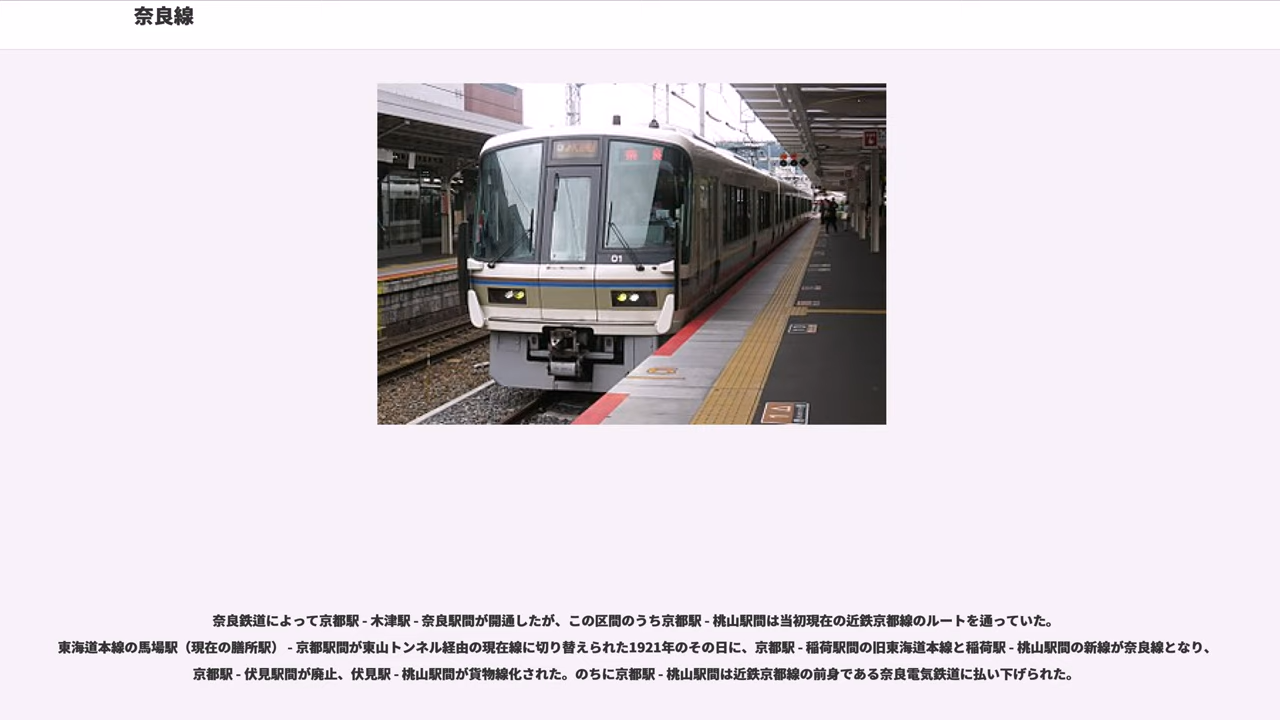 奈良線
奈良
01
奈良鉄道によって京都駅 - 木津駅 - 奈良駅間が開通したが、この区間のうち京都駅 - 桃山駅間は当初現在の近鉄京都線のルートを通っていた。
東海道本線の馬場駅（現在の膳所駅） - 京都駅間が東山トンネル経由の現在線に切り替えられた1921年のその日に、京都駅 - 稲荷駅間の旧東海道本線と稲荷駅 - 桃山駅間の新線が奈良線となり、
京都駅 - 伏見駅間が廃止、伏見駅 - 桃山駅間が貨物線化された。のちに京都駅 - 桃山駅間は近鉄京都線の前身である奈良電気鉄道に払い下げられた。